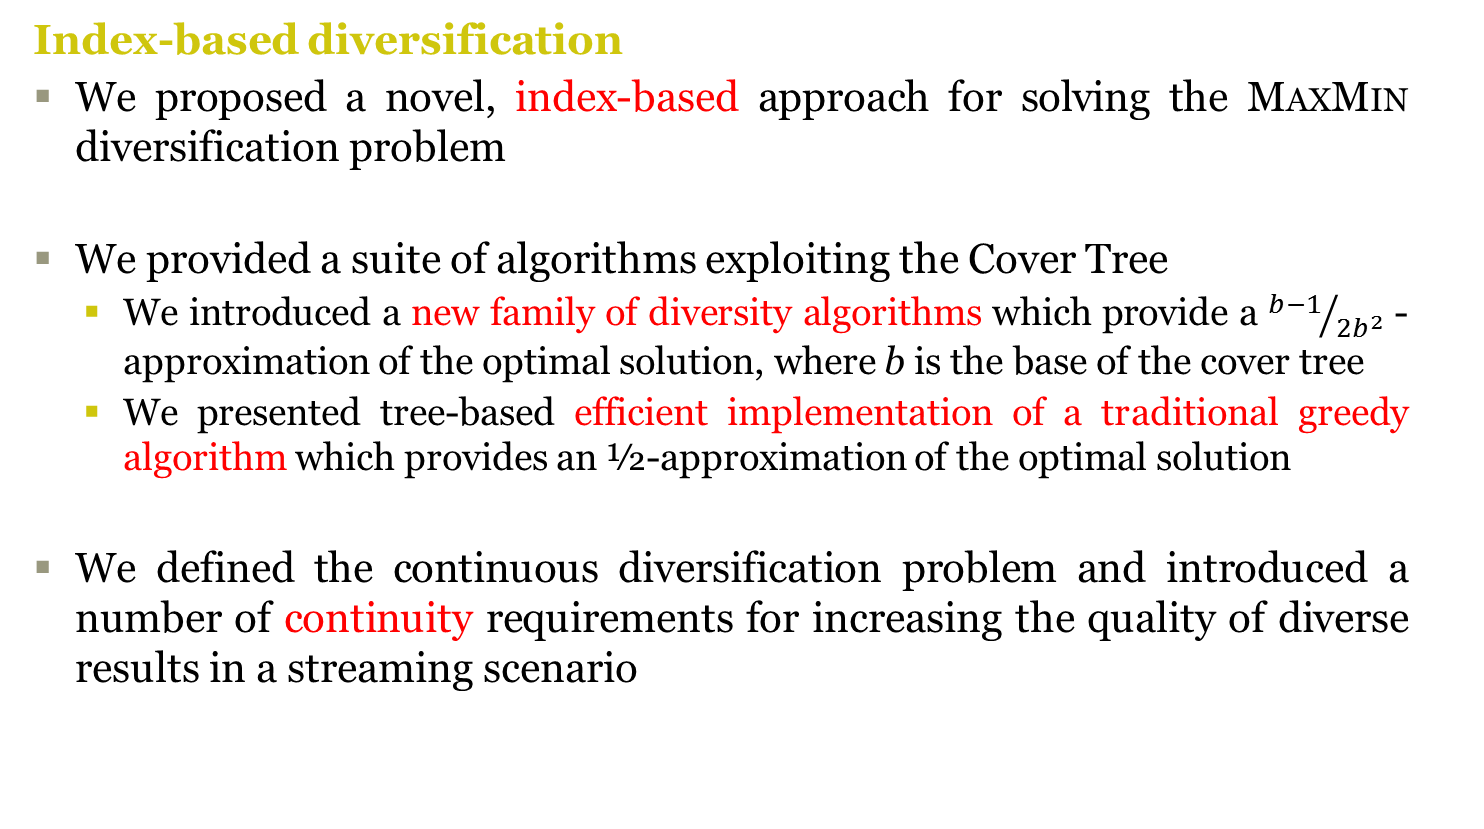 Index-based diversification
▪ We proposed a novel, index-based approach for solving the MAXMIN
diversification problem
▪ We provided a suite of algorithms exploiting the Cover Tree
▪ We introduced a new family of diversity algorithms which provide a b−1/2b² -
approximation of the optimal solution, where b is the base of the cover tree
▪ We presented tree-based efficient implementation of a traditional greedy
algorithm which provides an ½-approximation of the optimal solution
▪ We defined the continuous diversification problem and introduced a
number of continuity requirements for increasing the quality of diverse
results in a streaming scenario